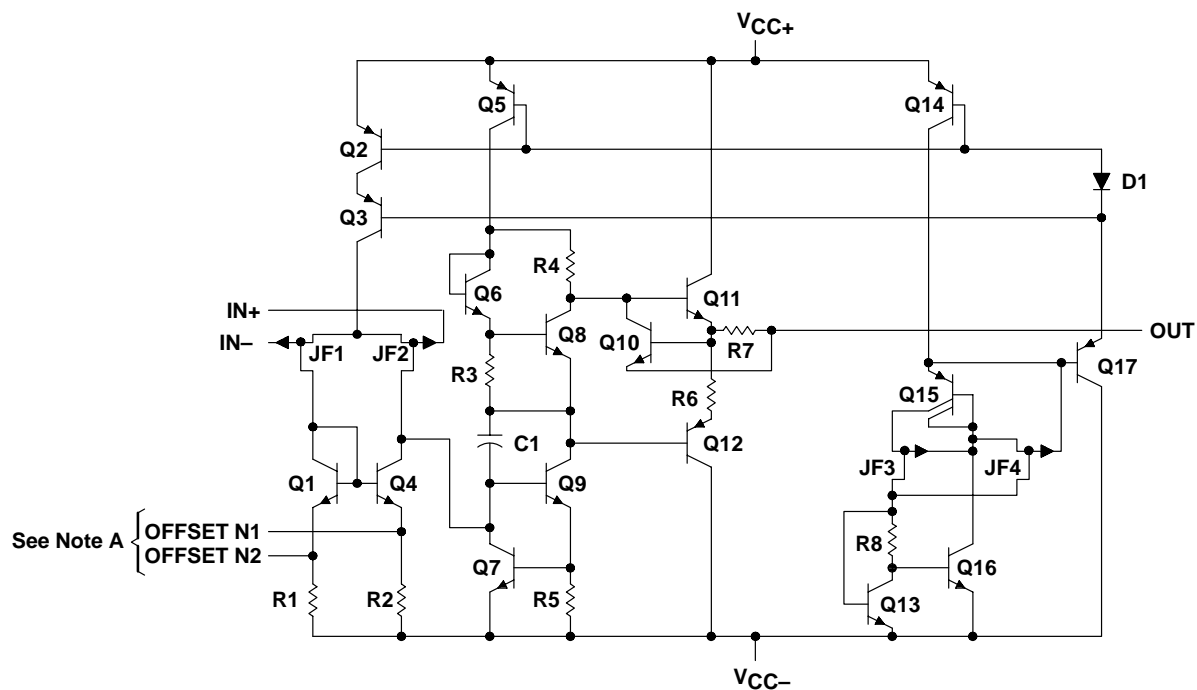 VCC+
Q5
Q14
Q2
D1
Q3
R4
Q6
Q11
IN+
Q8
OUT
IN–
JF1
JF2
Q10
R7
Q17
R3
Q15
R6
C1
Q12
JF3
JF4
Q1
Q4
Q9
See Note A
OFFSET N1
OFFSET N2
R8
Q7
Q16
R1
R2
R5
Q13
VCC–